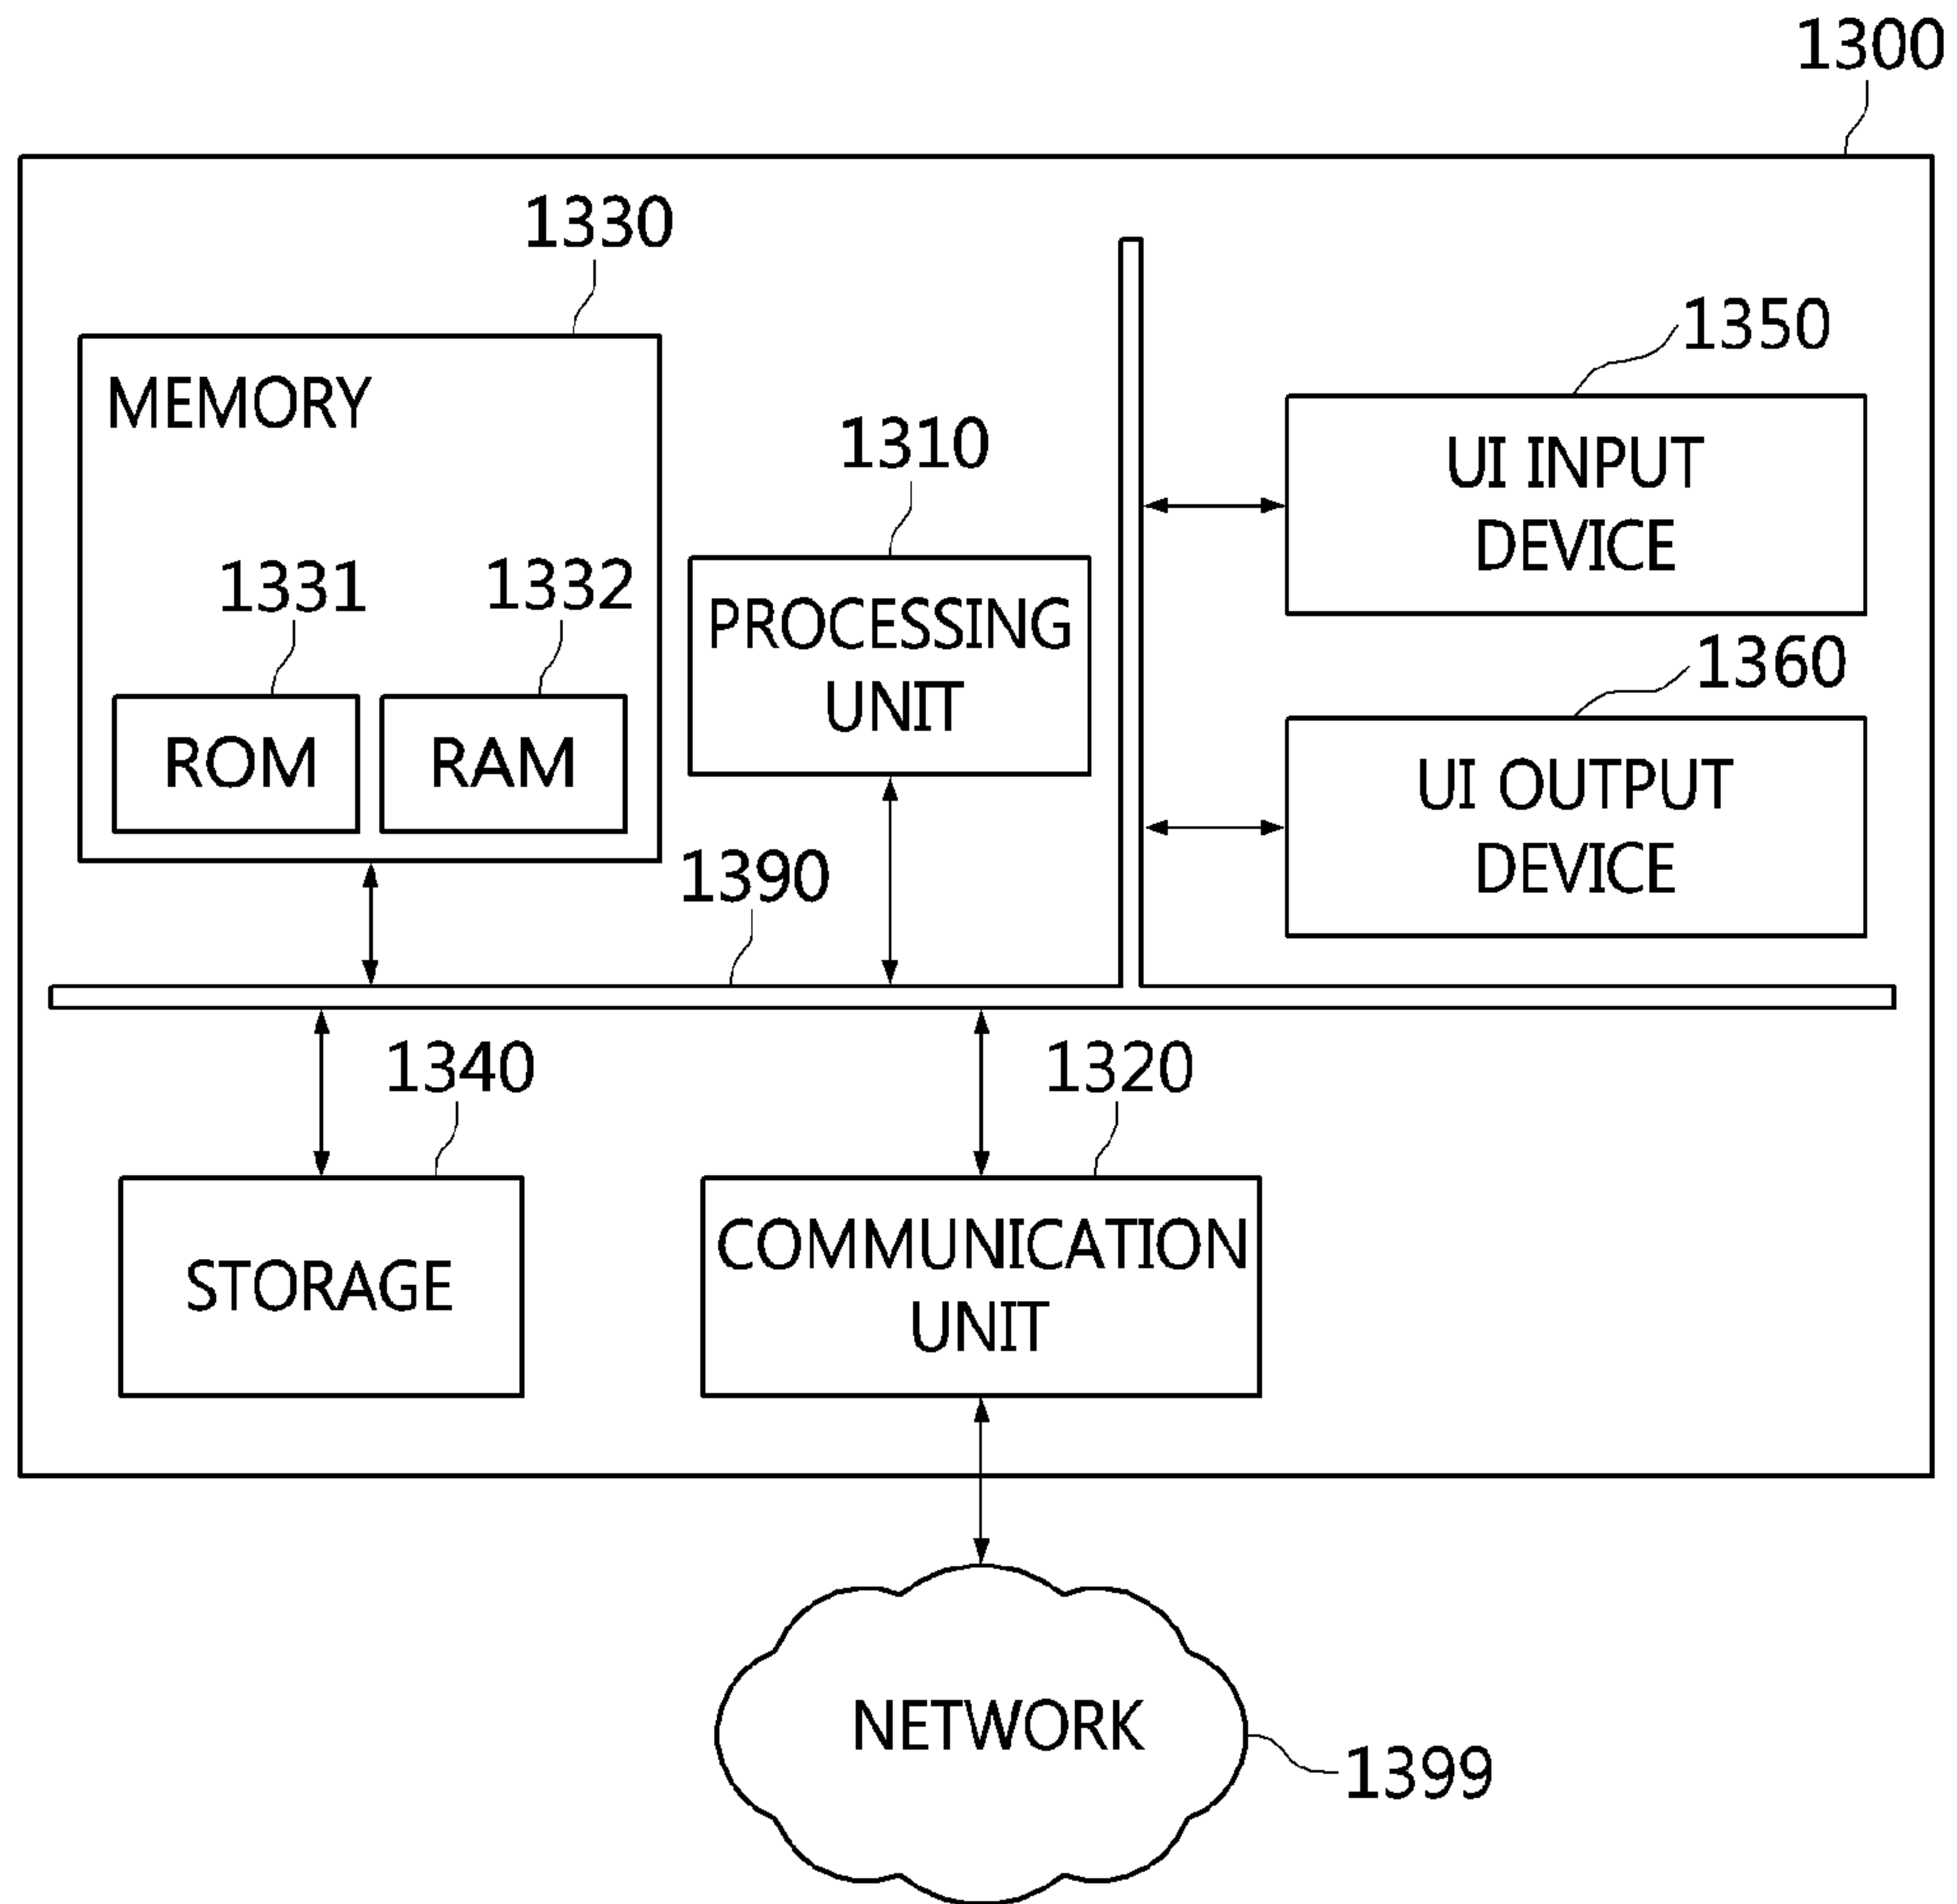 1300
1330
1350
MEMORY
1310
UI INPUT
DEVICE
1331
1332
PROCESSING
UNIT
1360
ROM
RAM
UI OUTPUT
DEVICE
1390
1340
1320
STORAGE
COMMUNICATION
UNIT
NETWORK
1399